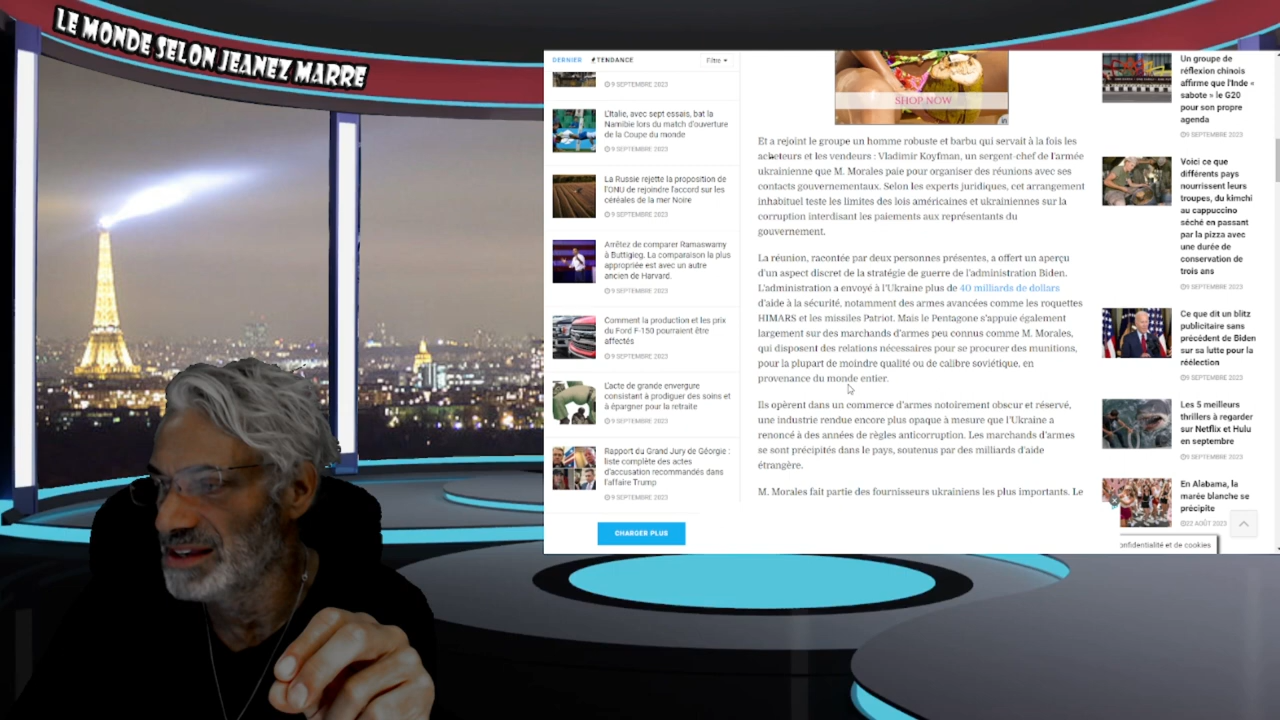 LE MONDE SELON JEANEZ MARRE
DERNIER
TENDANCE
Filtre
9 SEPTEMBRE 2023
L'Italie, avec sept essais, bat la
Namibie lors du match d'ouverture
de la Coupe du monde
9 SEPTEMBRE 2023
La Russie rejette la proposition de
l'ONU de rejoindre l'accord sur les
céréales de la mer Noire
9 SEPTEMBRE 2023
Arrêtez de comparer Ramaswamy
à Buttigieg. La comparaison la plus
appropriée est avec un autre
ancien de Harvard.
9 SEPTEMBRE 2023
Comment la production et les prix
du Ford F-150 pourraient être
affectés
9 SEPTEMBRE 2023
L'acte de grande envergure
consistant à prodiguer des soins et
à épargner pour la retraite
9 SEPTEMBRE 2023
Rapport du Grand Jury de Géorgie :
liste complète des actes
d'accusation recommandés dans
l'affaire Trump
9 SEPTEMBRE 2023
CHARGER PLUS
SHOP NOW
Et a rejoint le groupe un homme robuste et barbu qui servait à la fois les
acheteurs et les vendeurs : Vladimir Koyfman, un sergent-chef de l'armée
ukrainienne que M. Morales paie pour organiser des réunions avec ses
contacts gouvernementaux. Selon les experts juridiques, cet arrangement
inhabituel teste les limites des lois américaines et ukrainiennes sur la
corruption interdisant les paiements aux représentants du
gouvernement.
La réunion, racontée par deux personnes présentes, a offert un aperçu
d'un aspect discret de la stratégie de guerre de l'administration Biden.
L'administration a envoyé à l'Ukraine plus de 40 milliards de dollars
d'aide à la sécurité, notamment des armes avancées comme les roquettes
HIMARS et les missiles Patriot. Mais le Pentagone s'appuie également
largement sur des marchands d'armes peu connus comme M. Morales,
qui disposent des relations nécessaires pour se procurer des munitions,
pour la plupart de moindre qualité ou de calibre soviétique, en
provenance du monde entier.
Ils opèrent dans un commerce d'armes notoirement obscur et réservé,
une industrie rendue encore plus opaque à mesure que l'Ukraine a
renoncé à des années de règles anticorruption. Les marchands d'armes
se sont précipités dans le pays, soutenus par des milliards d'aide
étrangère.
M. Morales fait partie des fournisseurs ukrainiens les plus importants. Le
Un groupe de
réflexion chinois
affirme que l'Inde «
sabote » le G20
pour son propre
agenda
9 SEPTEMBRE 2023
Voici ce que
différents pays
nourrissent leurs
troupes, du kimchi
au cappuccino
séché en passant
par la pizza avec
une durée de
conservation de
trois ans
9 SEPTEMBRE 2023
Ce que dit un blitz
publicitaire sans
précédent de Biden
sur sa lutte pour la
réélection
9 SEPTEMBRE 2023
Les 5 meilleurs
thrillers à regarder
sur Netflix et Hulu
en septembre
9 SEPTEMBRE 2023
En Alabama, la
marée blanche se
précipite
22 AOÛT 2023
onfidentialité et de cookies